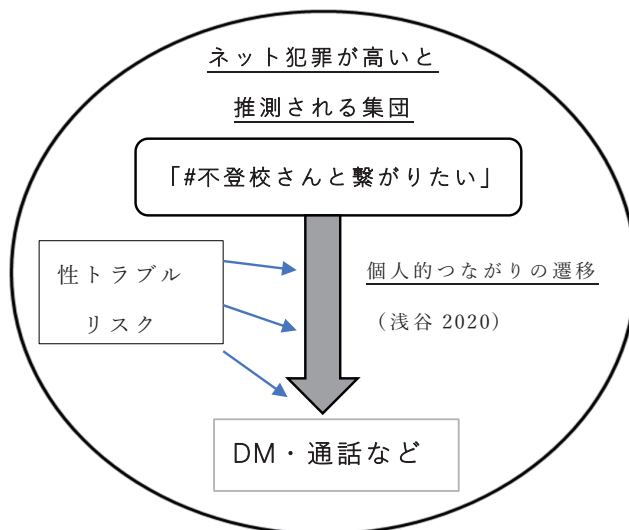 ネット犯罪が高いと
推測される集団
「#不登校さんと繋がりたい」
性トラブル
リスク
個人的つながりの遷移
（浅谷 2020）
DM・通話など